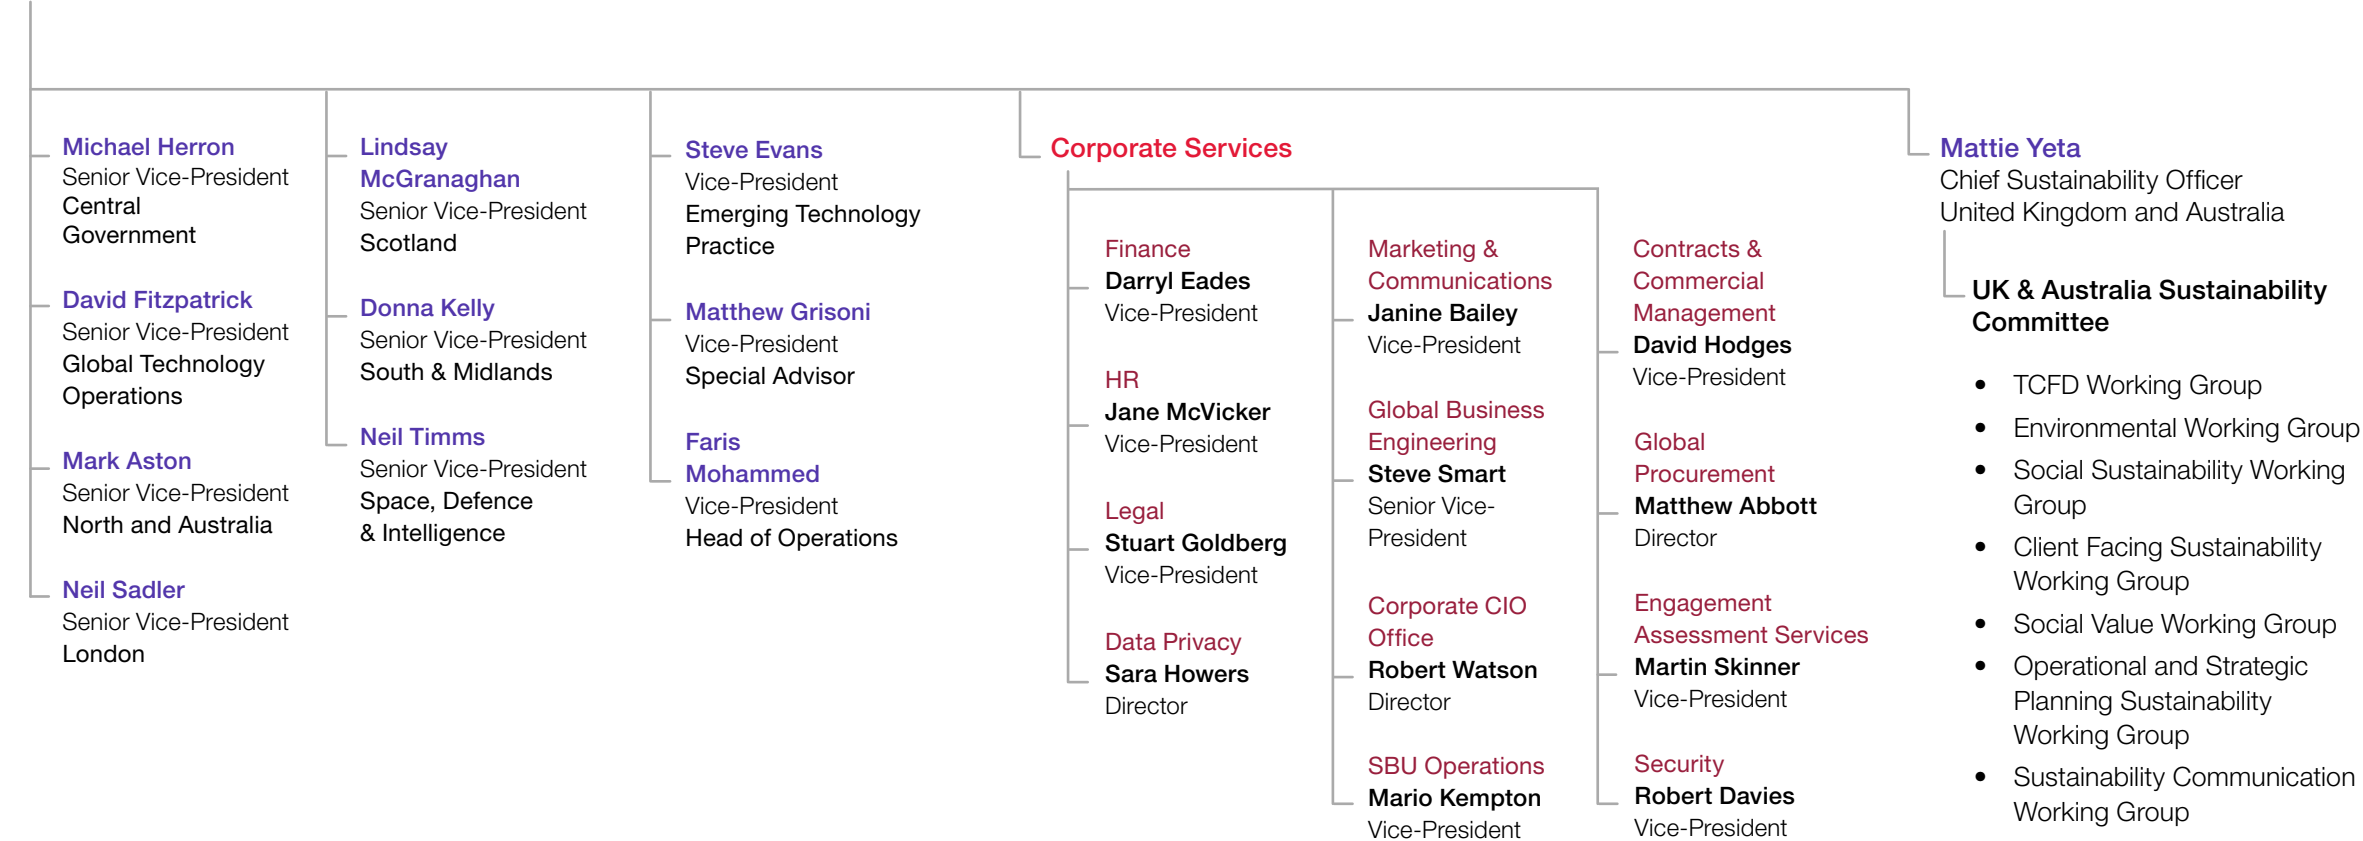 Michael Herron
Senior Vice-President
Central
Government
David Fitzpatrick
Senior Vice-President
Global Technology
Operations
Mark Aston
Senior Vice-President
North and Australia
Neil Sadler
Senior Vice-President
London
Lindsay
McGranaghan
Senior Vice-President
Scotland
Donna Kelly
Senior Vice-President
South & Midlands
Neil Timms
Senior Vice-President
Space, Defence
& Intelligence
Steve Evans
Vice-President
Emerging Technology
Practice
Matthew Grisoni
Vice-President
Special Advisor
Faris
Mohammed
Vice-President
Head of Operations
Corporate Services
Finance
Darryl Eades
Vice-President
HR
Jane McVicker
Vice-President
Legal
Stuart Goldberg
Vice-President
Data Privacy
Sara Howers
Director
Marketing &
Communications
Janine Bailey
Vice-President
Global Business
Engineering
Steve Smart
Senior Vice-
President
Corporate CIO
Office
Robert Watson
Director
SBU Operations
Mario Kempton
Vice-President
Contracts &
Commercial
Management
David Hodges
Vice-President
Global
Procurement
Matthew Abbott
Director
Engagement
Assessment Services
Martin Skinner
Vice-President
Security
Robert Davies
Vice-President
Mattie Yeta
Chief Sustainability Officer
United Kingdom and Australia
UK & Australia Sustainability
Committee
• TCFD Working Group
• Environmental Working Group
• Social Sustainability Working
Group
• Client Facing Sustainability
Working Group
• Social Value Working Group
• Operational and Strategic
Planning Sustainability
Working Group
• Sustainability Communication
Working Group